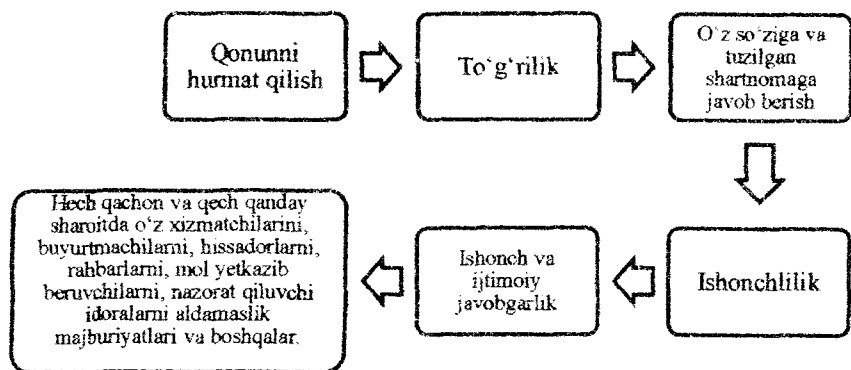 Qonunni
hurmat qilish
To‘g‘rilik
O‘z so‘ziga va
tuzilgan
shartnomaga
javob berish
Ishonchlilik
Ishonch va
ijtimoiy
javobgarlik
Hech qachon va qech qanday
sharoitda o‘z xizmatchilarini,
buyurtmachilarni, hissadorlarni,
rahbarlarni, mol yetkazib
beruvchilarni, nazorat qiluvchi
idoralarni aldamaslik
majburiyatlari va boshqalar.